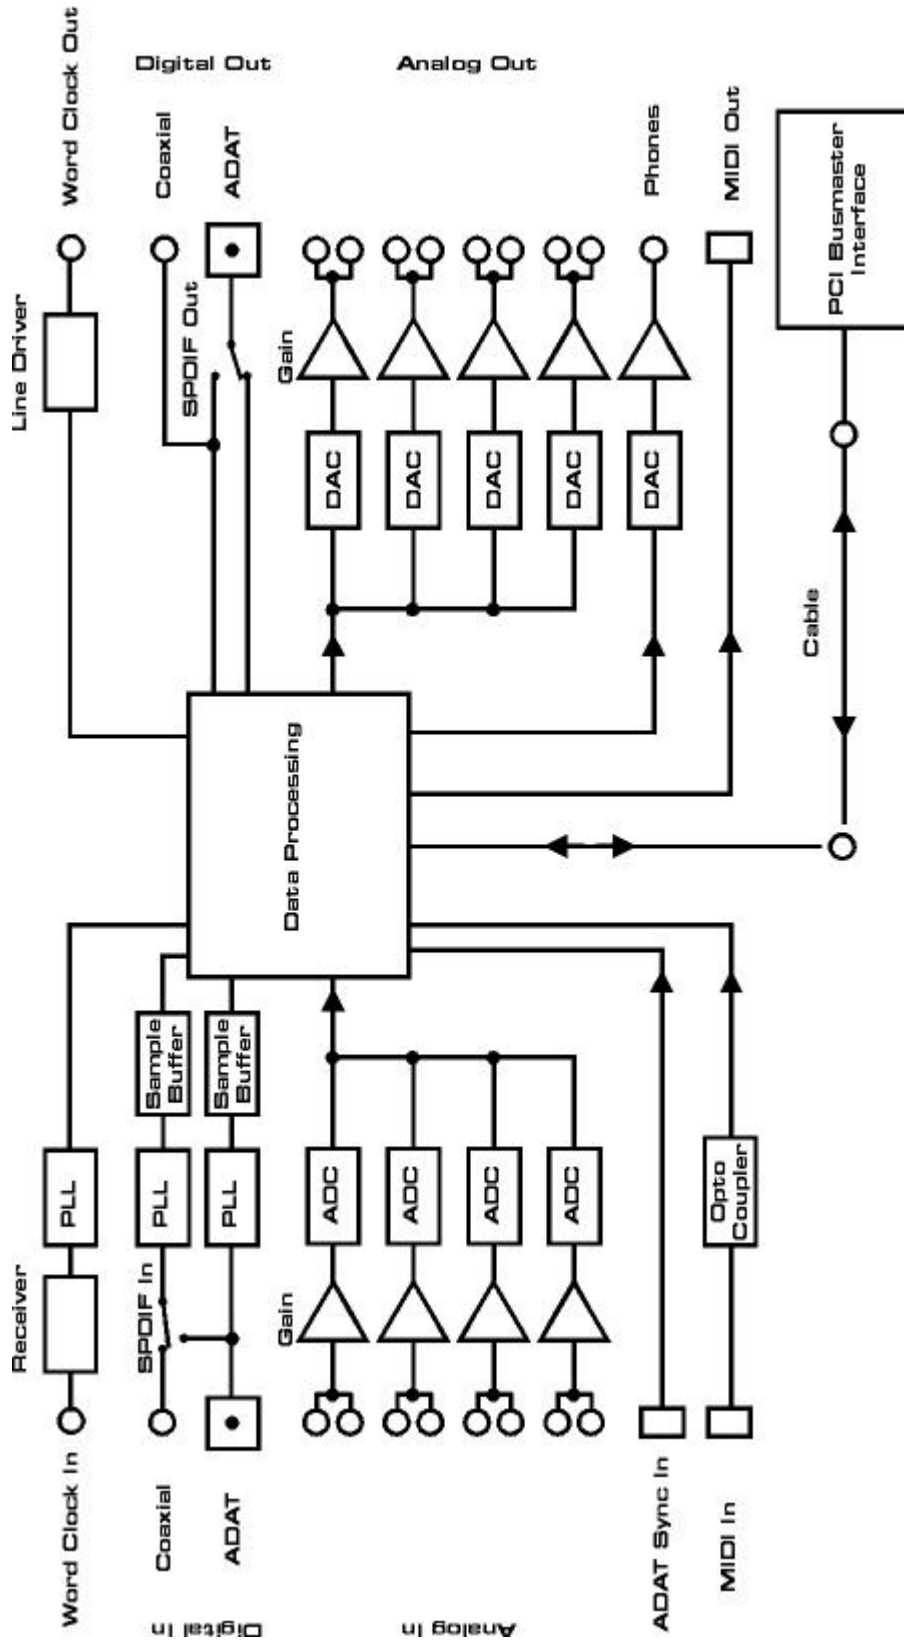 Word Clock In
Receiver
PLL
Line Driver
Word Clock Out
Digital In
Coaxial
SPDIF In
PLL
Sample
Buffer
SPDIF Out
Coaxial
Digital Out
ADAT
PLL
Sample
Buffer
ADAT
Data Processing
Analog In
Gain
ADC
ADC
ADC
ADC
DAC
DAC
DAC
DAC
Gain
Analog Out
DAC
Phones
ADAT Sync In
MIDI In
Opto
Coupler
MIDI Out
Cable
PCI Busmaster
Interface